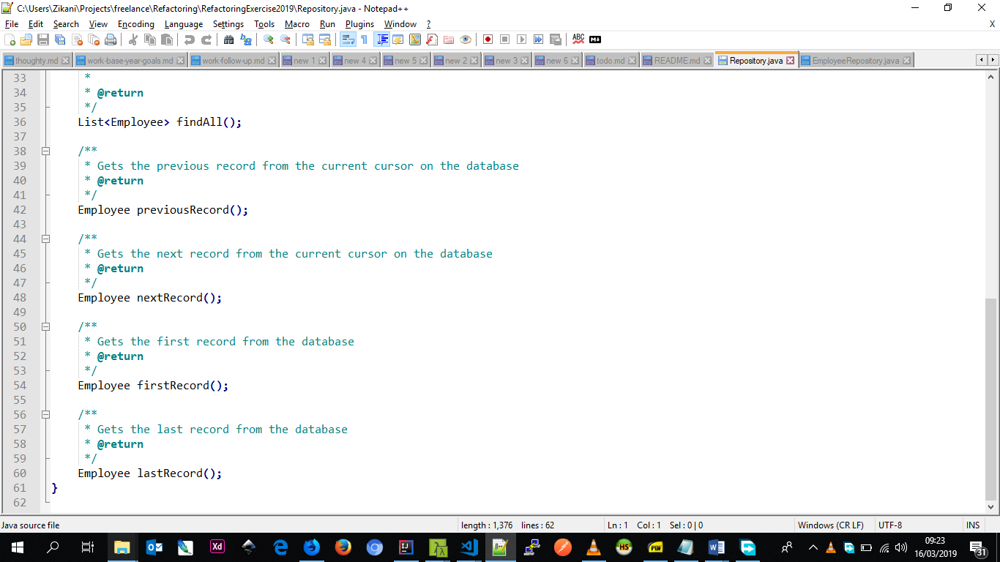 C:\Users\Zikani\Projects\freelance\Refactoring\RefactoringExercise2019\Repository.java - Notepad++
File Edit Search View Encoding Language Settings Tools Macro Run Plugins Window ? X
ABC
thoughty.md work-base-year-goals.md work-follow-up.md new 1 new 4 new 5 new 2 new 3 new 6 todo.md README.md Repository.java EmployeeRepository.java
33 *
34 * @return
35 */
36 List<Employee> findAll();
37
38 /**
39 * Gets the previous record from the current cursor on the database
40 * @return
41 */
42 Employee previousRecord();
43
44 /**
45 * Gets the next record from the current cursor on the database
46 * @return
47 */
48 Employee nextRecord();
49
50 /**
51 * Gets the first record from the database
52 * @return
53 */
54 Employee firstRecord();
55
56 /**
57 * Gets the last record from the database
58 * @return
59 */
60 Employee lastRecord();
61 }
62
Java source file length : 1,376 lines : 62 Ln : 1 Col : 1 Sel : 0 | 0 Windows (CR LF) UTF-8 INS
Xd HS PDF 09:23
16/03/2019 31